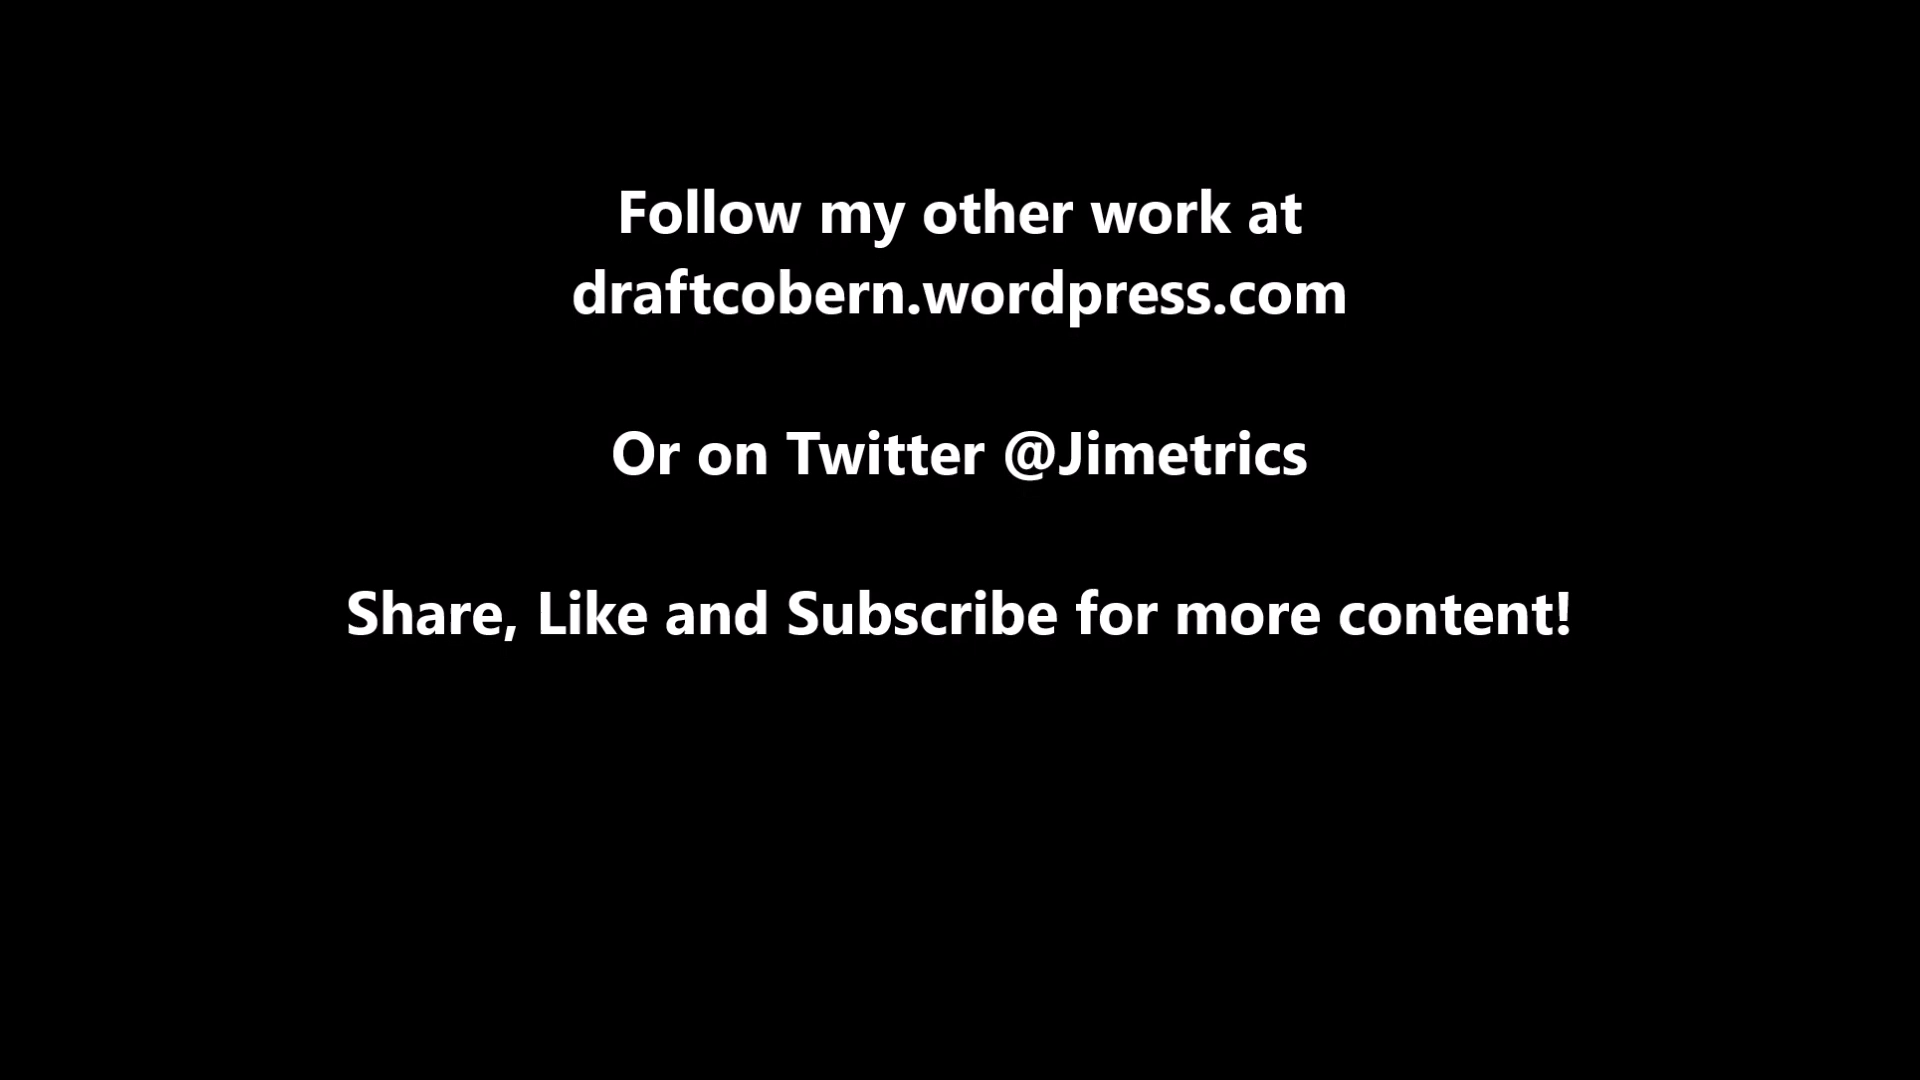 Follow my other work at
draftcobern.wordpress.com
Or on Twitter @Jimetrics
Share, Like and Subscribe for more content!